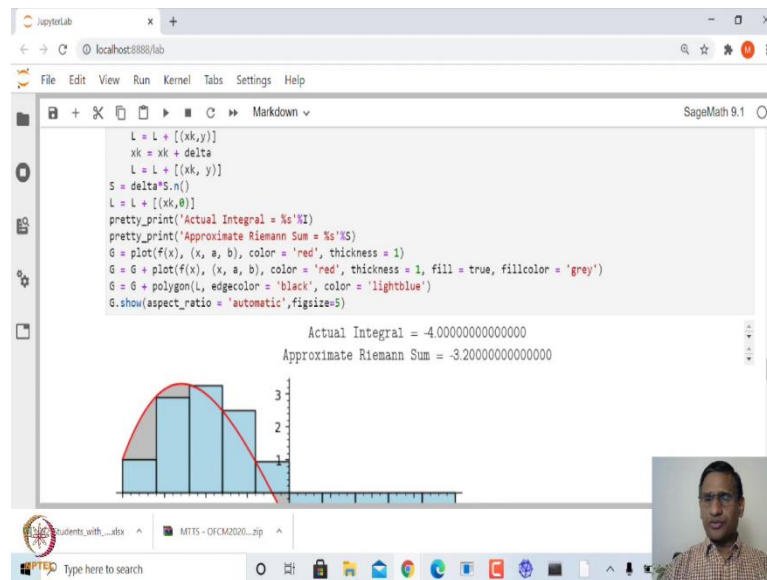 JupyterLab
localhost:8888/lab
M
File Edit View Run Kernel Tabs Settings Help
Markdown
SageMath 9.1
L = L + [(xk,y)]
xk = xk + delta
L = L + [(xk, y)]
S = delta*S.n()
L = L + [(xk,0)]
pretty_print('Actual Integral = %s'%I)
pretty_print('Approximate Riemann Sum = %s'%S)
G = plot(f(x), (x, a, b), color = 'red', thickness = 1)
G = G + plot(f(x), (x, a, b), color = 'red', thickness = 1, fill = true, fillcolor = 'grey')
G = G + polygon(L, edgecolor = 'black', color = 'lightblue')
G.show(aspect_ratio = 'automatic',figsize=5)
Actual Integral = -4.00000000000000
Approximate Riemann Sum = -3.20000000000000
3
2
1
Students_with_....xlsx
MTTS - OFCM2020....zip
NPTEL
Type here to search